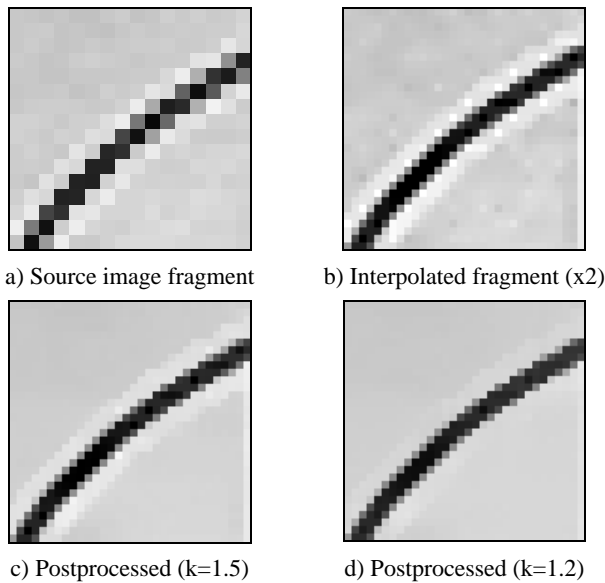 a) Source image fragment
b) Interpolated fragment (x2)
c) Postprocessed (k=1.5)
d) Postprocessed (k=1.2)